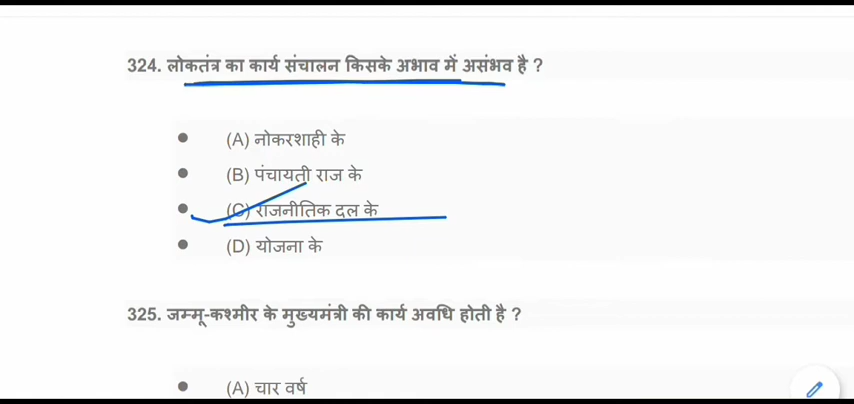 324. लोकतंत्र का कार्य संचालन किसके अभाव में असंभव है ?
(A) नोकरशाही के
(B) पंचायती राज के
(C) राजनीतिक दल के
(D) योजना के
325. जम्मू-कश्मीर के मुख्यमंत्री की कार्य अवधि होती है ?
(A) चार वर्ष